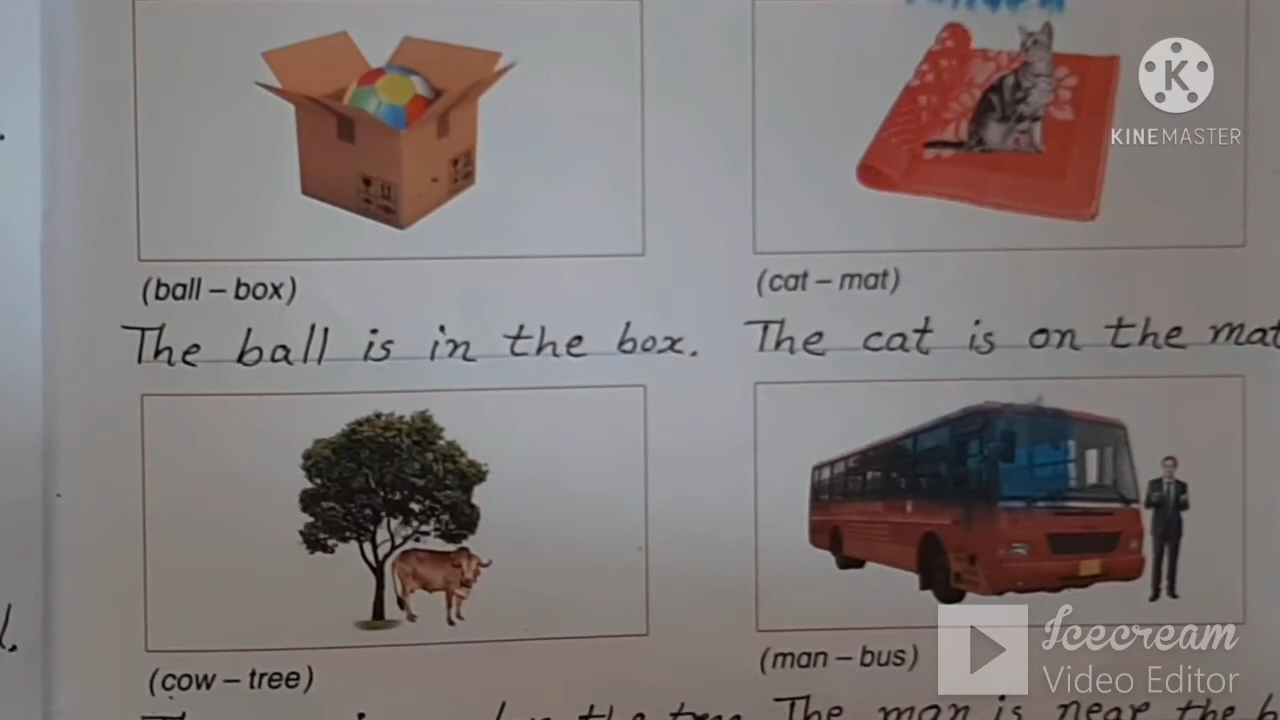 KINEMASTER
(ball – box)
(cat – mat)
The ball is in the box.
The cat is on the mat
(cow – tree)
(man – bus)
Icecream
Video Editor
The man is near the